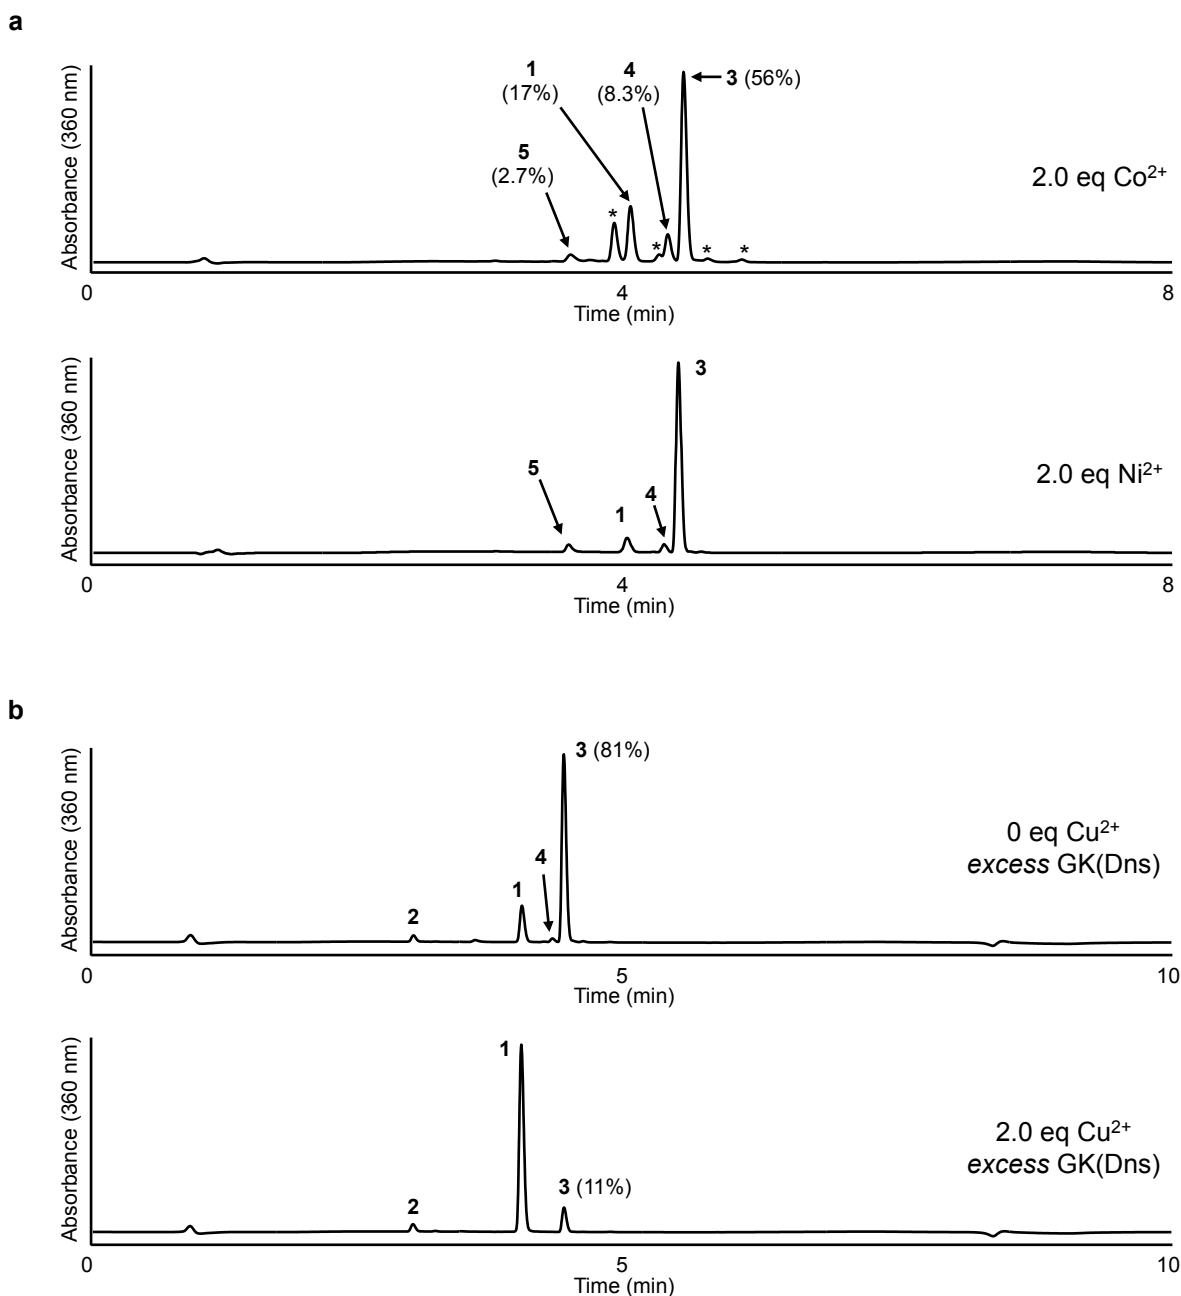 a
Absorbance (360 nm)
1
(17%)
4
(8.3%)
3 (56%)
5
(2.7%)
*
*
*
*
2.0 eq Co²⁺
0
4
8
Time (min)
Absorbance (360 nm)
3
5
4
1
2.0 eq Ni²⁺
0
4
8
Time (min)
b
Absorbance (360 nm)
3 (81%)
4
1
2
0 eq Cu²⁺
excess GK(Dns)
0
5
10
Time (min)
Absorbance (360 nm)
1
3 (11%)
2
2.0 eq Cu²⁺
excess GK(Dns)
0
5
10
Time (min)